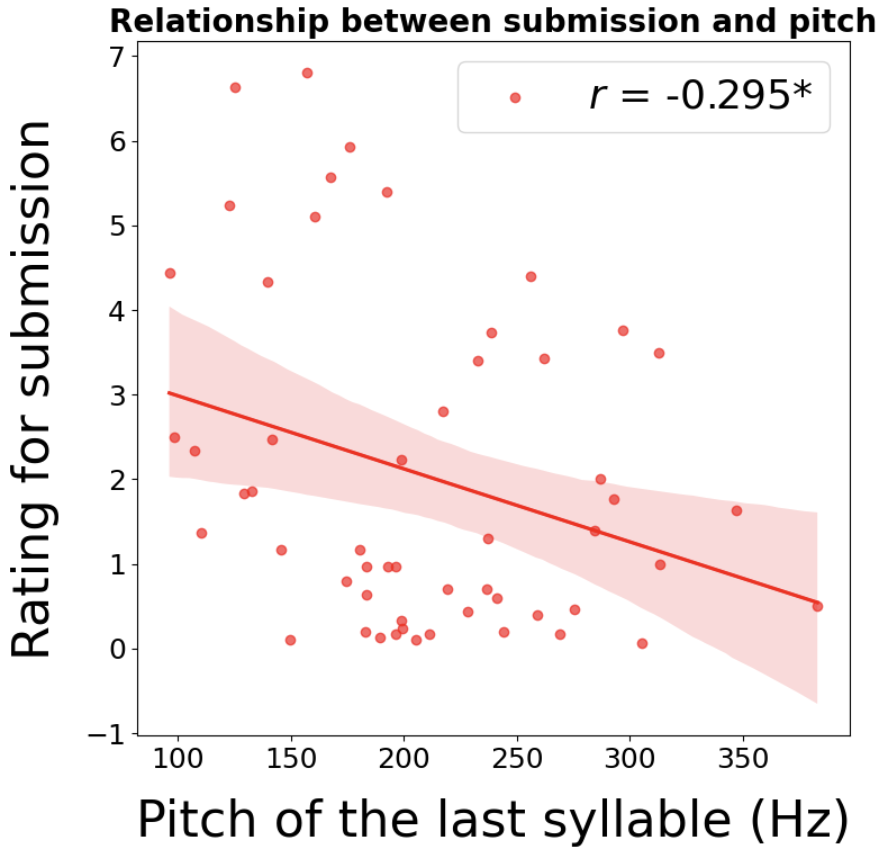 Relationship between submission and pitch
r = -0.295*
7
6
5
4
3
2
1
0
−1
Rating for submission
100 150 200 250 300 350
Pitch of the last syllable (Hz)